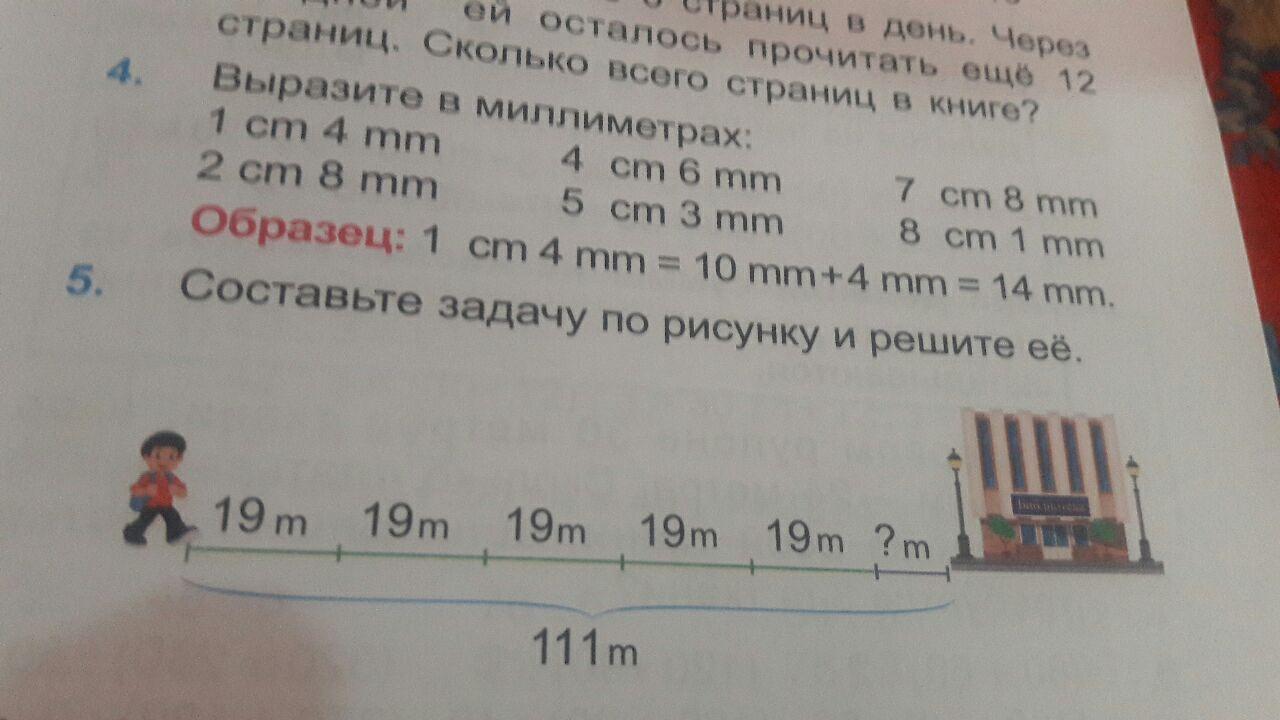 страниц в день. Через
ей осталось прочитать ещё 12
страниц. Сколько всего страниц в книге?
4. Выразите в миллиметрах:
1 cm 4 mm 4 cm 6 mm 7 cm 8 mm
2 cm 8 mm 5 cm 3 mm 8 cm 1 mm
Образец: 1 cm 4 mm = 10 mm+4 mm = 14 mm.
5. Составьте задачу по рисунку и решите её.
19 m 19 m 19 m 19 m 19 m ? m
111 m